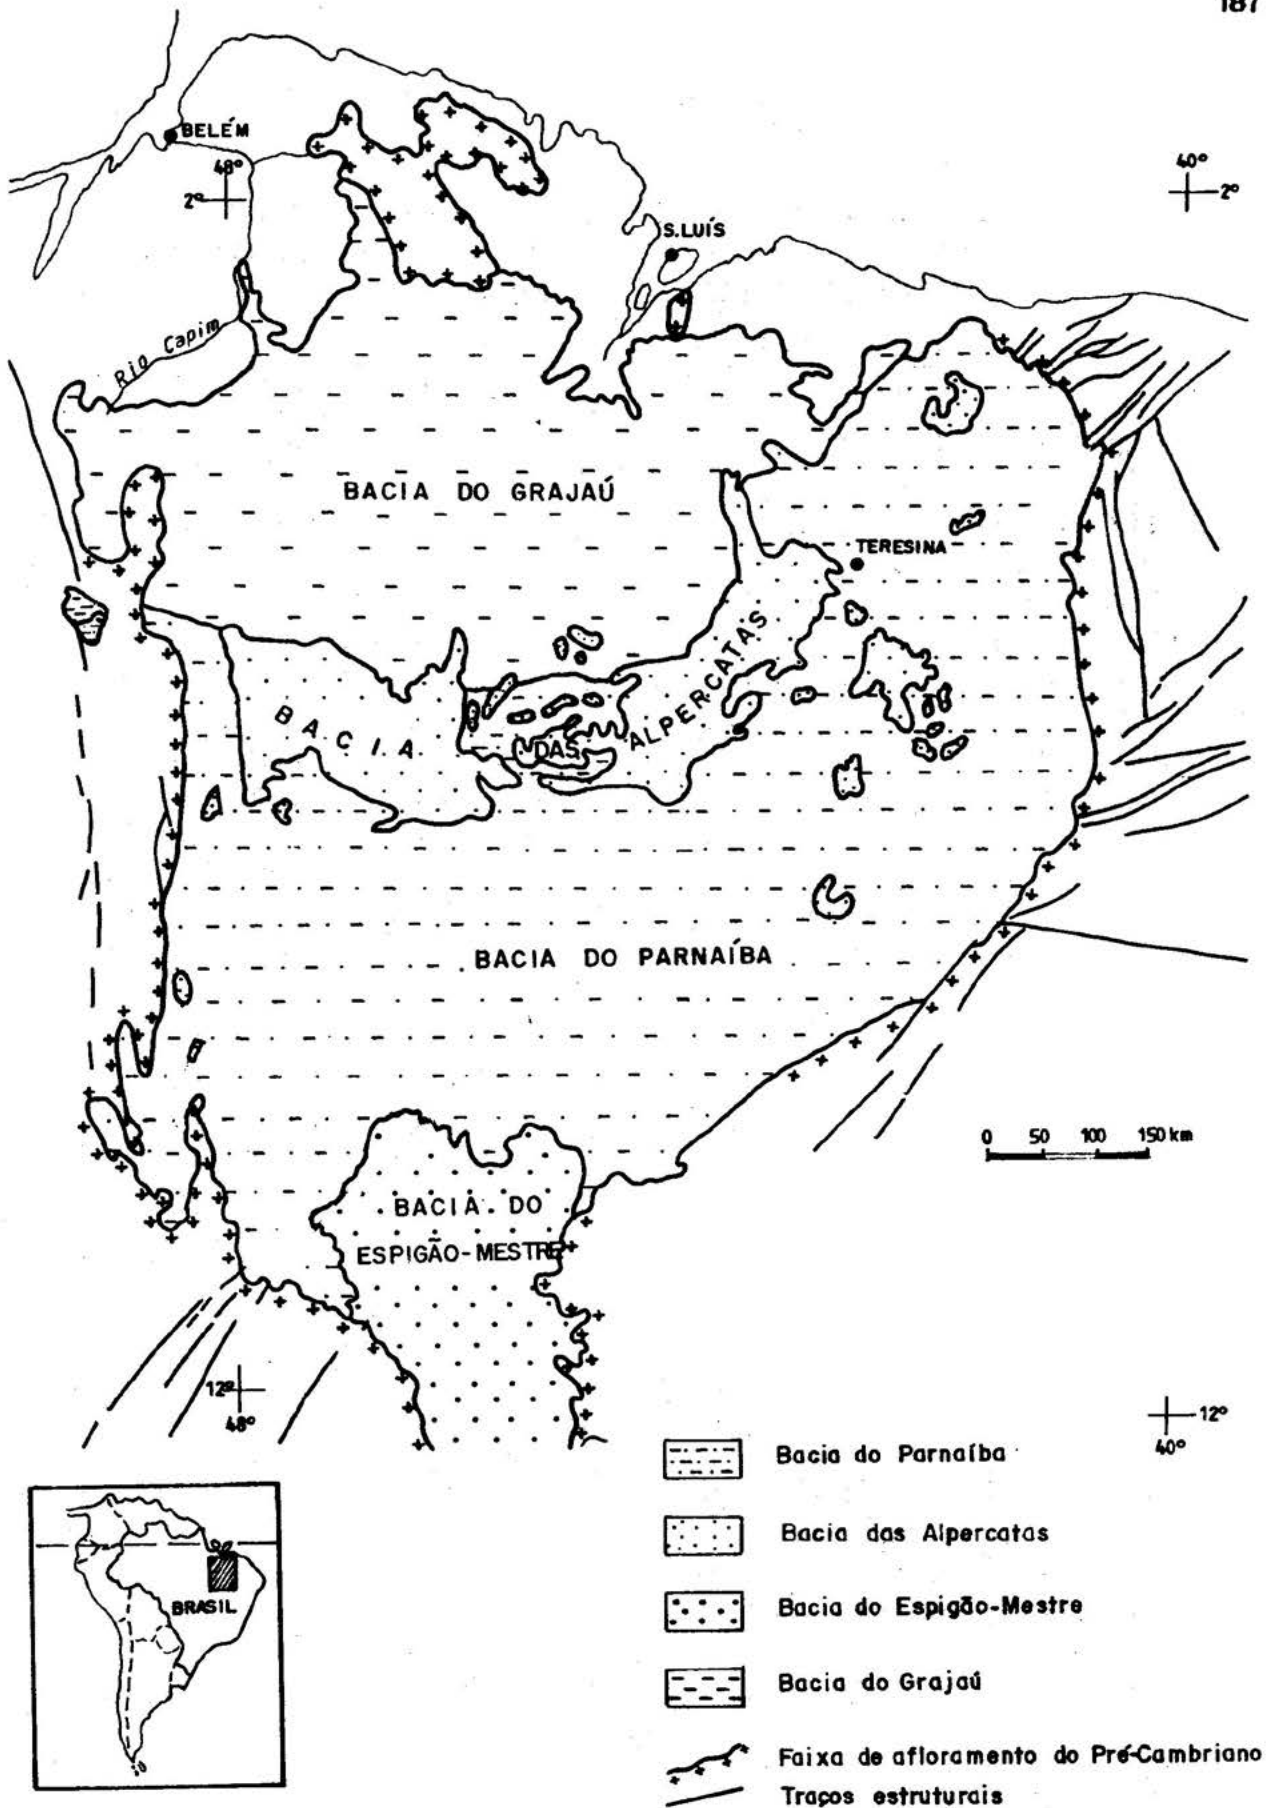 187
BELÉM
48°
2°
40°
2°
S.LUÍS
Rio Capim
BACIA DO GRAJAÚ
TERESINA
BACIA DAS ALPERCATAS
BACIA DO PARNAÍBA
0 50 100 150 km
BACIA DO
ESPIGÃO-MESTRE
12°
48°
12°
40°
BRASIL
Bacia do Parnaíba
Bacia das Alpercatas
Bacia do Espigão-Mestre
Bacia do Grajaú
Faixa de afloramento do Pré-Cambriano
Traços estruturais